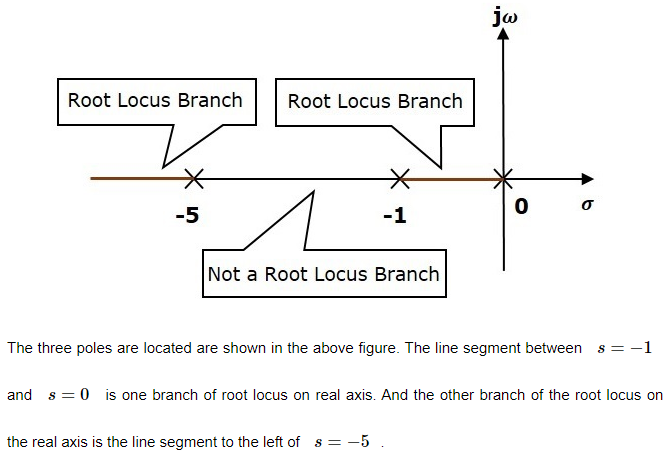 jω
Root Locus Branch
Root Locus Branch
-5
-1
0
σ
Not a Root Locus Branch
The three poles are located are shown in the above figure. The line segment between s = −1
and s = 0 is one branch of root locus on real axis. And the other branch of the root locus on
the real axis is the line segment to the left of s = −5 .